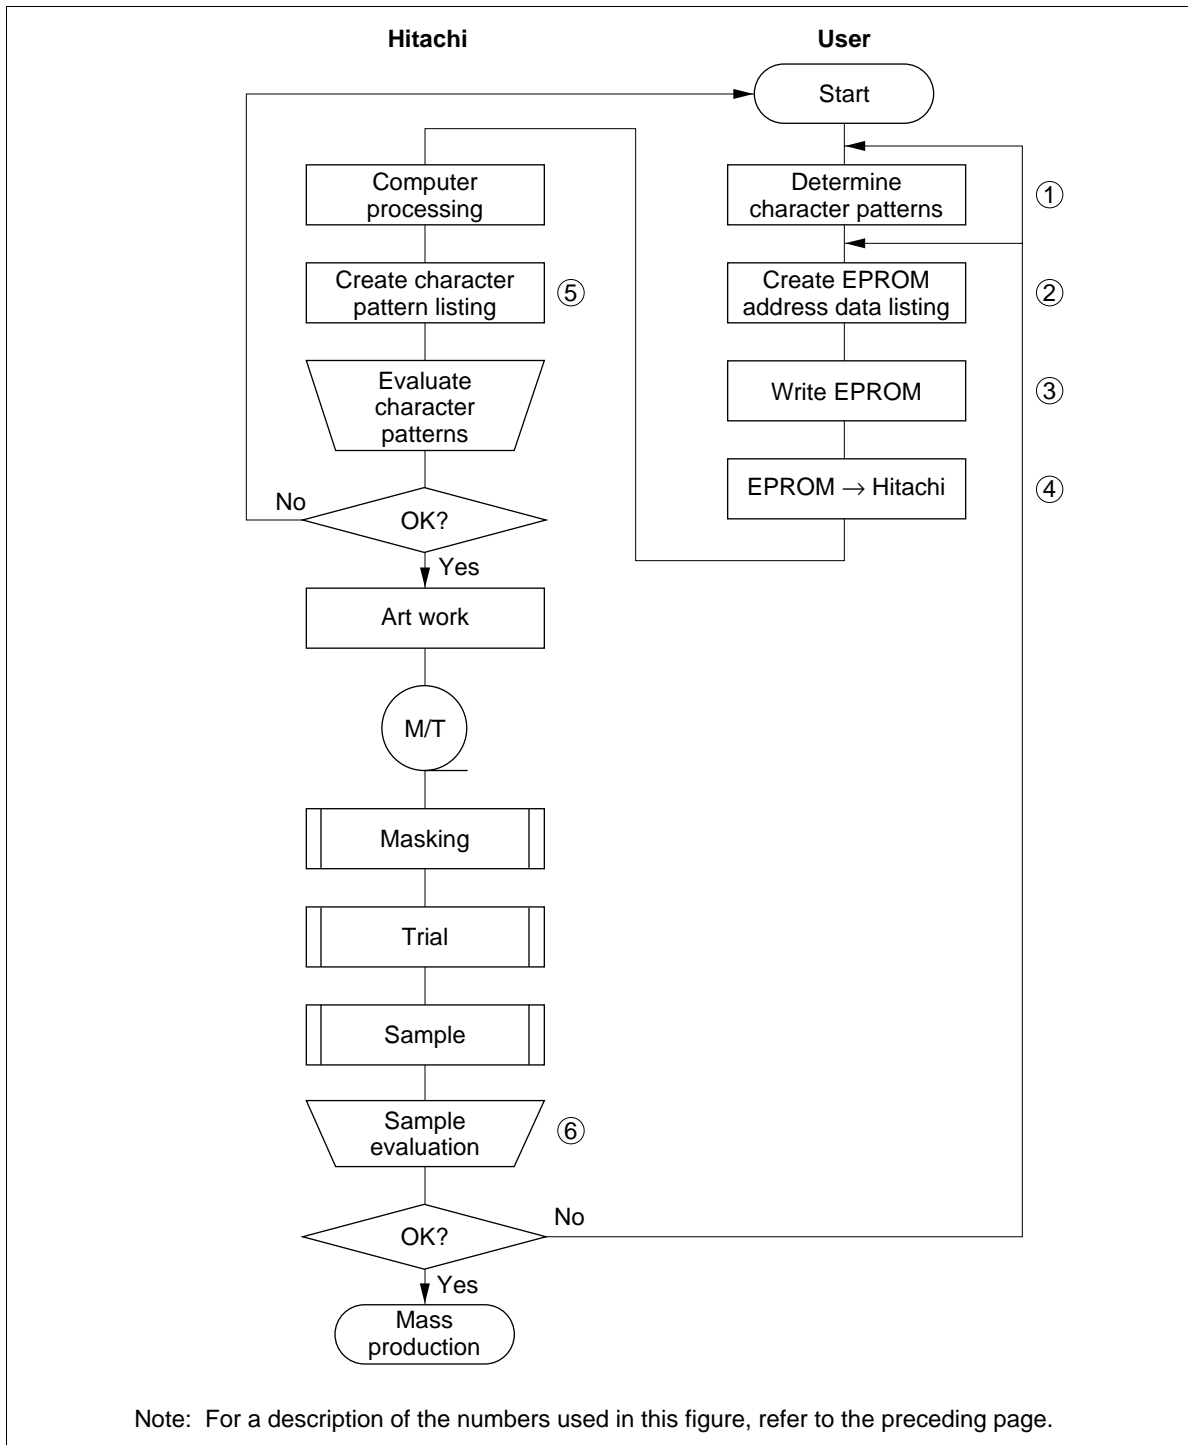 Hitachi
User
Start
Determine
character patterns
①
Create EPROM
address data listing
②
Write EPROM
③
EPROM → Hitachi
④
Computer
processing
Create character
pattern listing
⑤
Evaluate
character
patterns
OK?
No
Yes
Art work
M/T
Masking
Trial
Sample
Sample
evaluation
⑥
OK?
No
Yes
Mass
production
Note: For a description of the numbers used in this figure, refer to the preceding page.